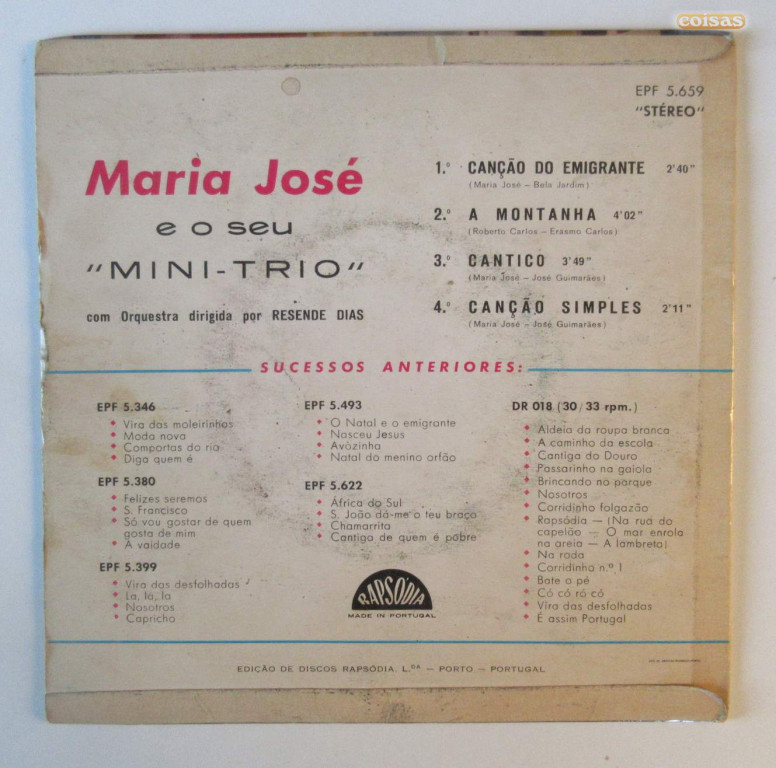 coisas
EPF 5.659
"STÉREO"
Maria José
e o seu
"MINI-TRIO"
com Orquestra dirigida por RESENDE DIAS
1.º CANÇÃO DO EMIGRANTE 2'40"
(Maria José – Bela Jardim)
2.º A MONTANHA 4'02"
(Roberto Carlos – Erasmo Carlos)
3.º CANTICO 3'49"
(Maria José – José Guimarães)
4.º CANÇÃO SIMPLES 2'11"
(Maria José – José Guimarães)
SUCESSOS ANTERIORES:
EPF 5.346
Vira das moleirinhas
Moda nova
Comportas do rio
Diga quem é
EPF 5.380
Felizes seremos
S. Francisco
Só vou gostar de quem
gosta de mim
A vaidade
EPF 5.399
Vira das desfolhadas
La, la, la
Nosotros
Capricho
EPF 5.493
O Natal e o emigrante
Nasceu Jesus
Avózinha
Natal do menino orfão
EPF 5.622
África do Sul
S. João dá-me o teu braço
Chamarrita
Cantiga de quem é pobre
RAPSÓDIA
MADE IN PORTUGAL
DR 018 (30/33 rpm.)
Aldeia da roupa branca
A caminho da escola
Cantiga do Douro
Passarinho na gaiola
Brincando no parque
Nosotros
Corridinho folgazão
Rapsódia — (Na rua do
capelão — O mar enrola
na areia — A lambreta)
Na roda
Corridinho n.º 1
Bate o pé
Có có ró có
Vira das desfolhadas
É assim Portugal
EDIÇÃO DE DISCOS RAPSÓDIA, L.DA — PORTO — PORTUGAL